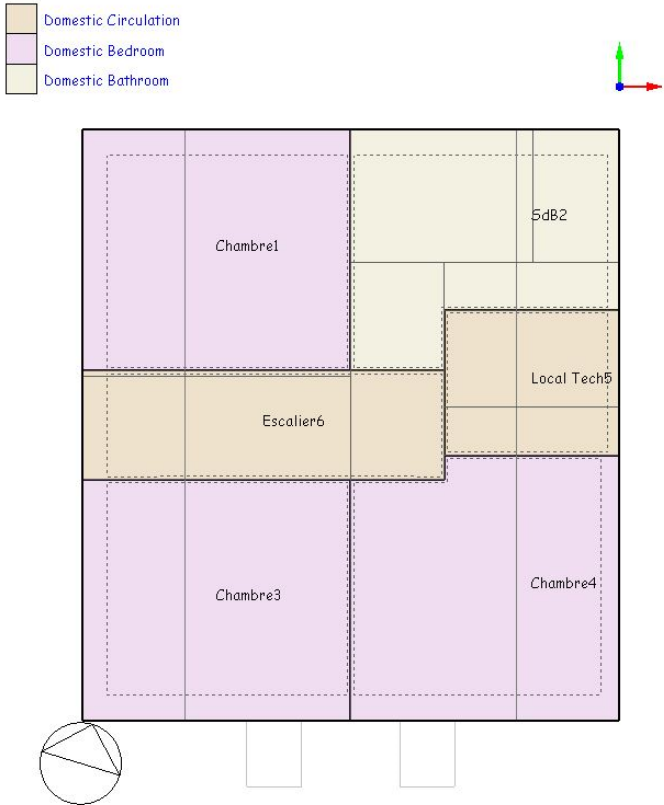 Domestic Circulation
Domestic Bedroom
Domestic Bathroom
SdB2
Chambre1
Local Tech5
Escalier6
Chambre4
Chambre3